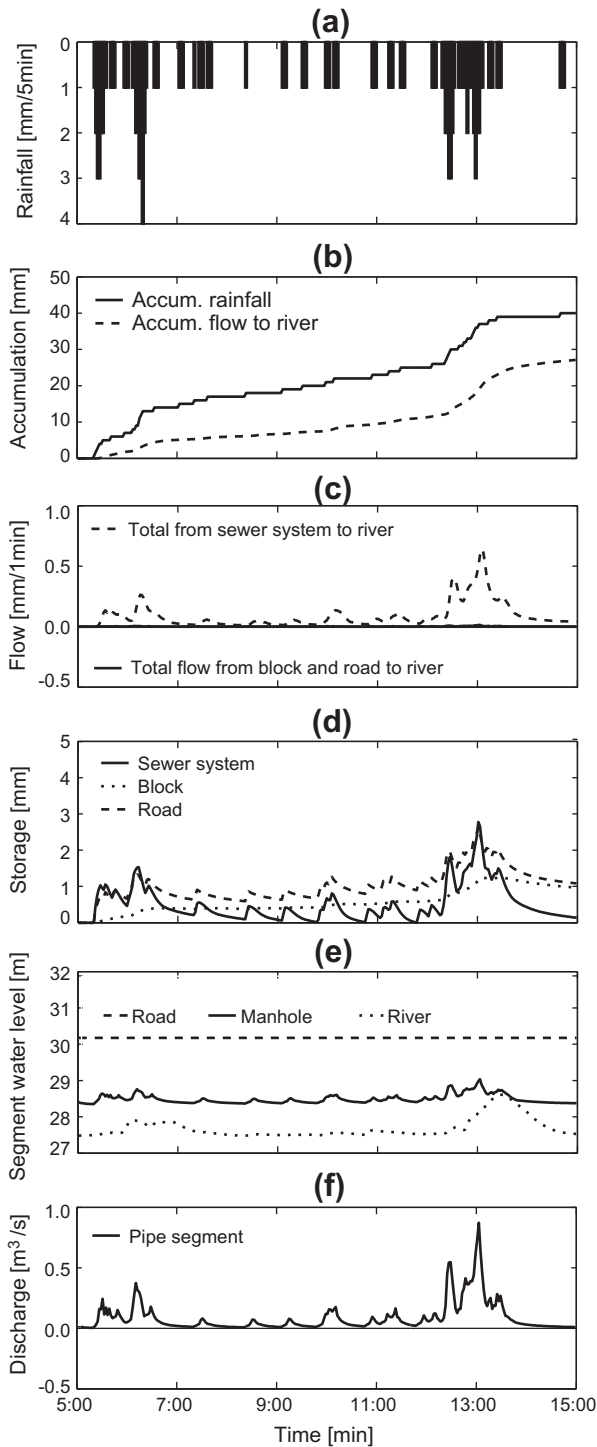 (a)
Rainfall [mm/5min]
0
1
2
3
4
(b)
Accumulation [mm]
50
40
30
20
10
0
Accum. rainfall
Accum. flow to river
(c)
Flow [mm/1min]
1.0
0.5
0.0
-0.5
Total from sewer system to river
Total flow from block and road to river
(d)
Storage [mm]
5
4
3
2
1
0
Sewer system
Block
Road
(e)
Segment water level [m]
32
31
30
29
28
27
Road Manhole River
(f)
Discharge [m³/s]
1.0
0.5
0.0
-0.5
Pipe segment
5:00 7:00 9:00 11:00 13:00 15:00
Time [min]